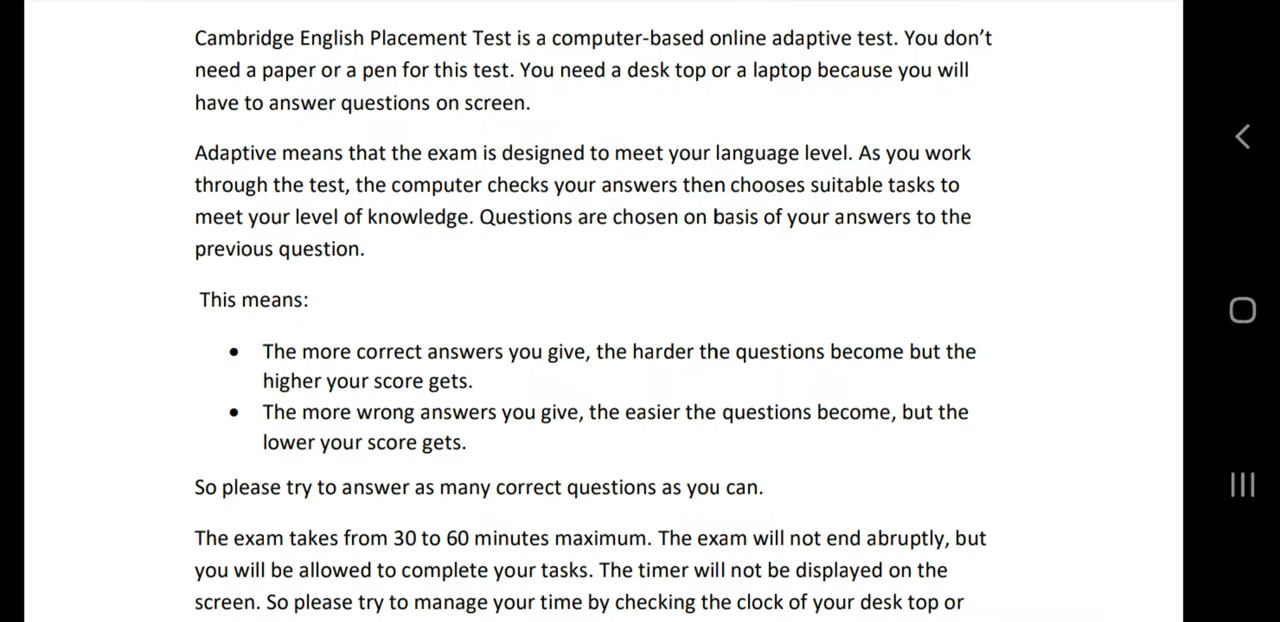 Cambridge English Placement Test is a computer-based online adaptive test. You don’t
need a paper or a pen for this test. You need a desk top or a laptop because you will
have to answer questions on screen.
Adaptive means that the exam is designed to meet your language level. As you work
through the test, the computer checks your answers then chooses suitable tasks to
meet your level of knowledge. Questions are chosen on basis of your answers to the
previous question.
This means:
• The more correct answers you give, the harder the questions become but the
higher your score gets.
• The more wrong answers you give, the easier the questions become, but the
lower your score gets.
So please try to answer as many correct questions as you can.
The exam takes from 30 to 60 minutes maximum. The exam will not end abruptly, but
you will be allowed to complete your tasks. The timer will not be displayed on the
screen. So please try to manage your time by checking the clock of your desk top or